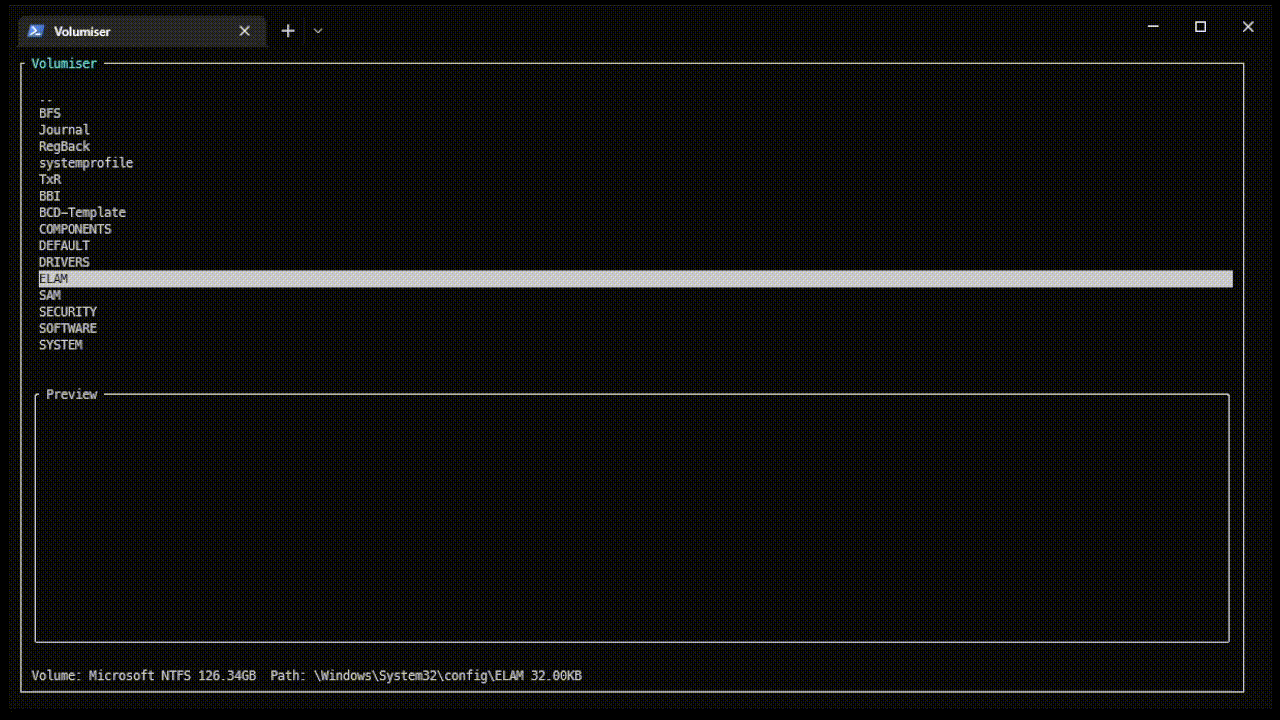 Volumiser
Volumiser
..
BFS
Journal
RegBack
systemprofile
TxR
BBI
BCD-Template
COMPONENTS
DEFAULT
DRIVERS
ELAM
SAM
SECURITY
SOFTWARE
SYSTEM
Preview
Volume: Microsoft NTFS 126.34GB  Path: \Windows\System32\config\ELAM 32.00KB